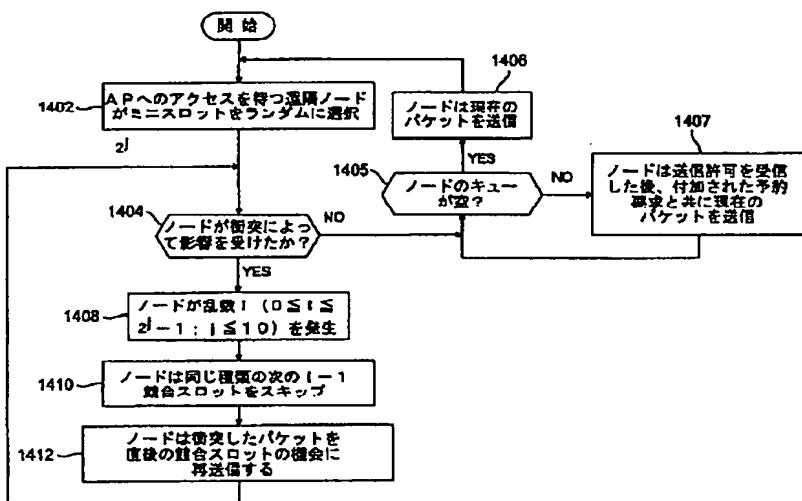 開 始
1402
APへのアクセスを待つ遠隔ノード
がミニスロットをランダムに選択
2j
1404
ノードが衝突によっ
て影響を受けたか?
NO
YES
1405
ノードのキュー
が空?
YES
NO
1406
ノードは現在の
パケットを送信
1407
ノードは送信許可を受信
した後、付加された予約
要求と共に現在の
パケットを送信
1408
ノードが乱数i(0≦i≦
2j-1;j≦10)を発生
1410
ノードは同じ種類の次のi-1
競合スロットをスキップ
1412
ノードは衝突したパケットを
直後の競合スロットの機会に
再送信する